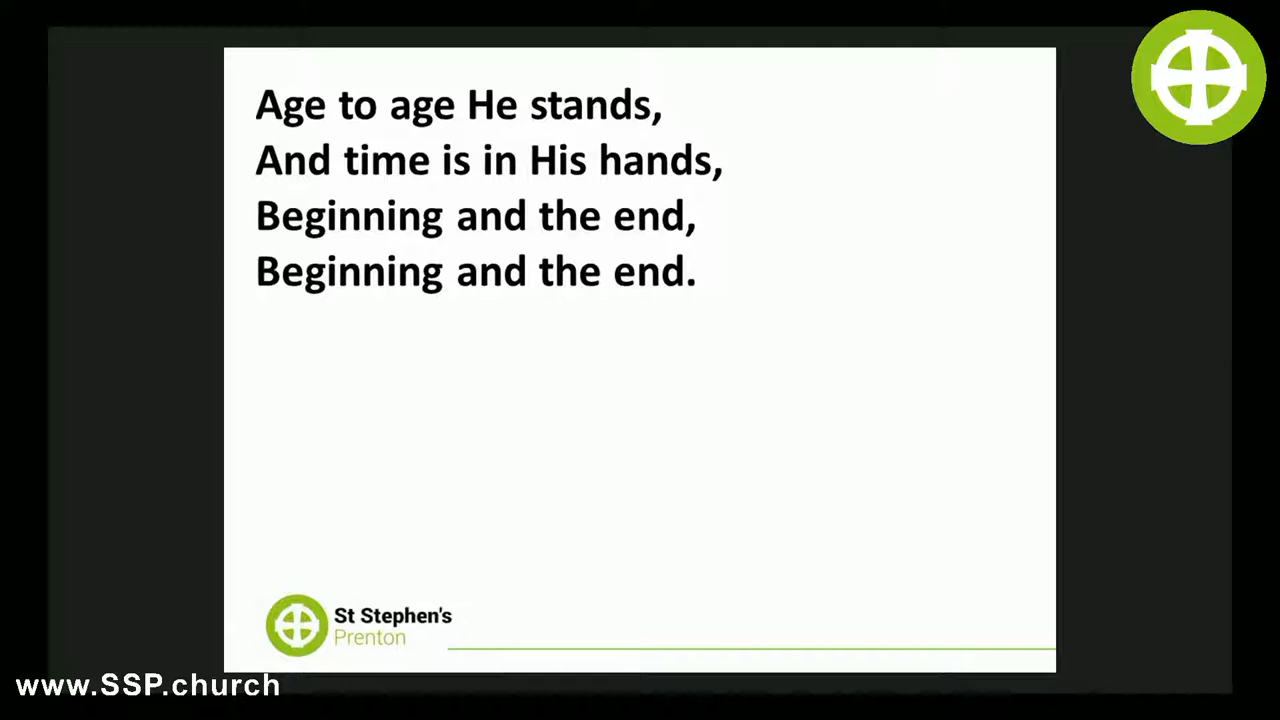 Age to age He stands,
And time is in His hands,
Beginning and the end,
Beginning and the end.
St Stephen's
Prenton
www.SSP.church